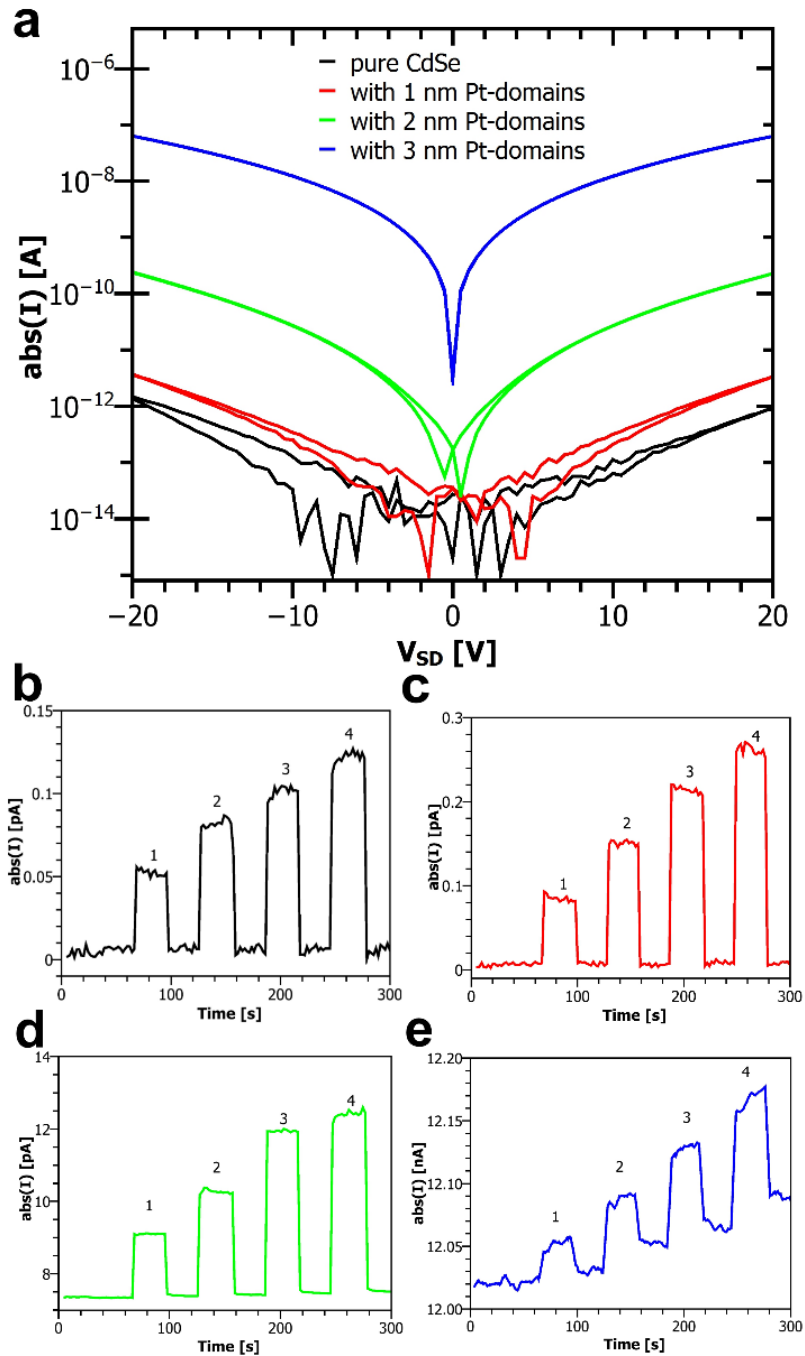 a
pure CdSe
with 1 nm Pt-domains
with 2 nm Pt-domains
with 3 nm Pt-domains
abs(I) [A]
10⁻⁶
10⁻⁸
10⁻¹⁰
10⁻¹²
10⁻¹⁴
−20 −10 0 10 20
V_SD [V]
b
abs(I) [pA]
0.15
0.1
0.05
0
1 2 3 4
0 100 200 300
Time [s]
c
abs(I) [pA]
0.3
0.2
0.1
0
1 2 3 4
0 100 200 300
Time [s]
d
abs(I) [pA]
14
12
10
8
1 2 3 4
0 100 200 300
Time [s]
e
abs(I) [nA]
12.20
12.15
12.10
12.05
12.00
1 2 3 4
0 100 200 300
Time [s]